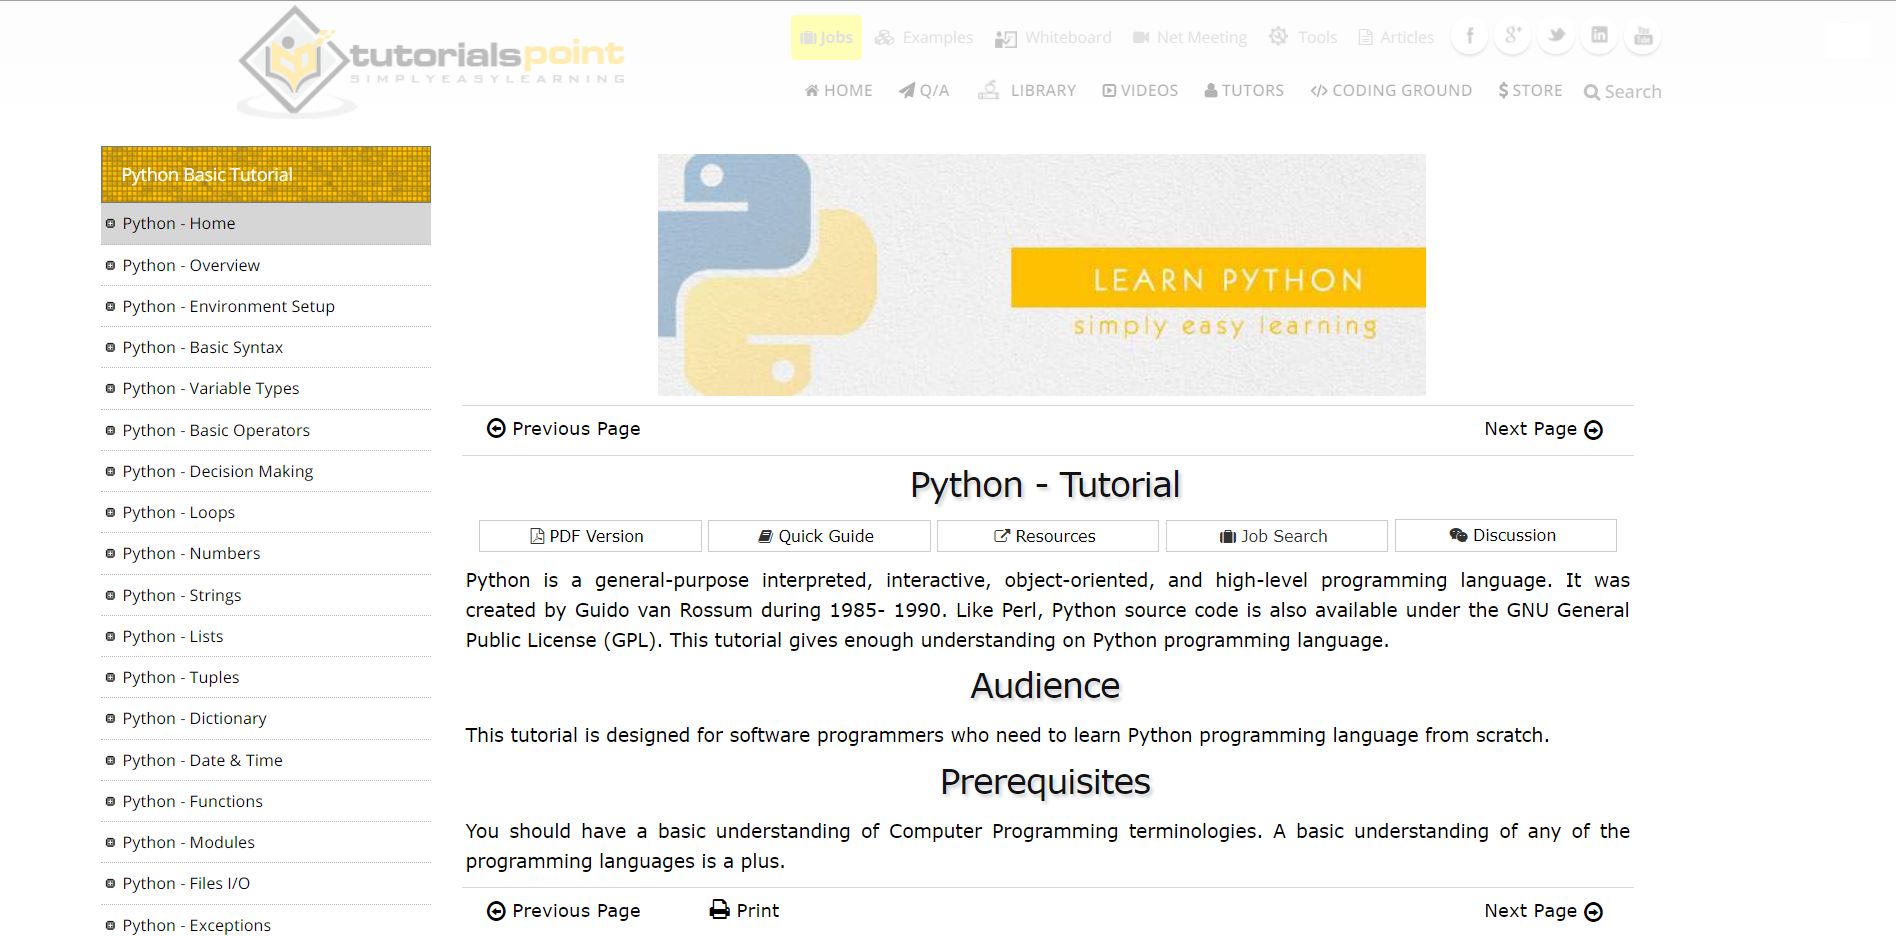 tutorialspoint
SIMPLYEASYLEARNING
Jobs Examples Whiteboard Net Meeting Tools Articles
HOME Q/A LIBRARY VIDEOS TUTORS CODING GROUND STORE Search
Python Basic Tutorial
Python - Home
Python - Overview
Python - Environment Setup
Python - Basic Syntax
Python - Variable Types
Python - Basic Operators
Python - Decision Making
Python - Loops
Python - Numbers
Python - Strings
Python - Lists
Python - Tuples
Python - Dictionary
Python - Date & Time
Python - Functions
Python - Modules
Python - Files I/O
Python - Exceptions
LEARN PYTHON
simply easy learning
Previous Page
Next Page
Python - Tutorial
PDF Version Quick Guide Resources Job Search Discussion
Python is a general-purpose interpreted, interactive, object-oriented, and high-level programming language. It was
created by Guido van Rossum during 1985- 1990. Like Perl, Python source code is also available under the GNU General
Public License (GPL). This tutorial gives enough understanding on Python programming language.
Audience
This tutorial is designed for software programmers who need to learn Python programming language from scratch.
Prerequisites
You should have a basic understanding of Computer Programming terminologies. A basic understanding of any of the
programming languages is a plus.
Previous Page Print Next Page